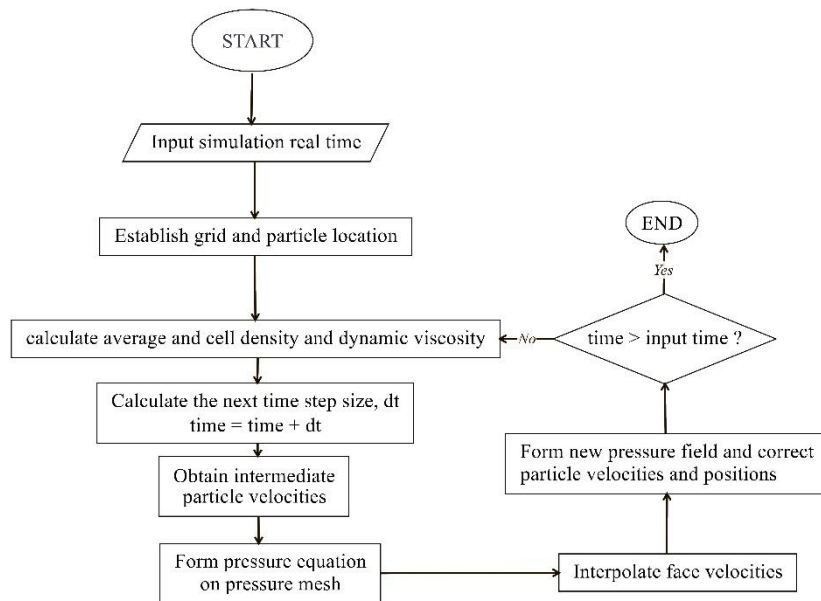 START
Input simulation real time
Establish grid and particle location
calculate average and cell density and dynamic viscosity
Calculate the next time step size, dt
time = time + dt
Obtain intermediate
particle velocities
Form pressure equation
on pressure mesh
Interpolate face velocities
Form new pressure field and correct
particle velocities and positions
time > input time ?
No
Yes
END